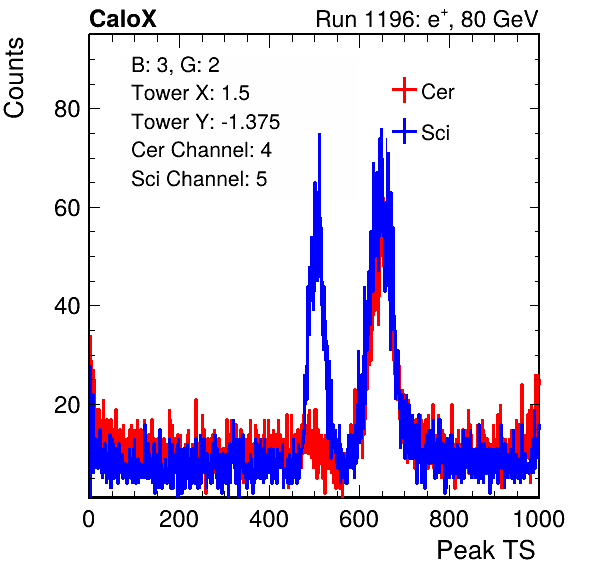 CaloX Run 1196: e⁺, 80 GeV
Counts
B: 3, G: 2
Tower X: 1.5
Tower Y: -1.375
Cer Channel: 4
Sci Channel: 5
Cer
Sci
80
60
40
20
0 200 400 600 800 1000
Peak TS